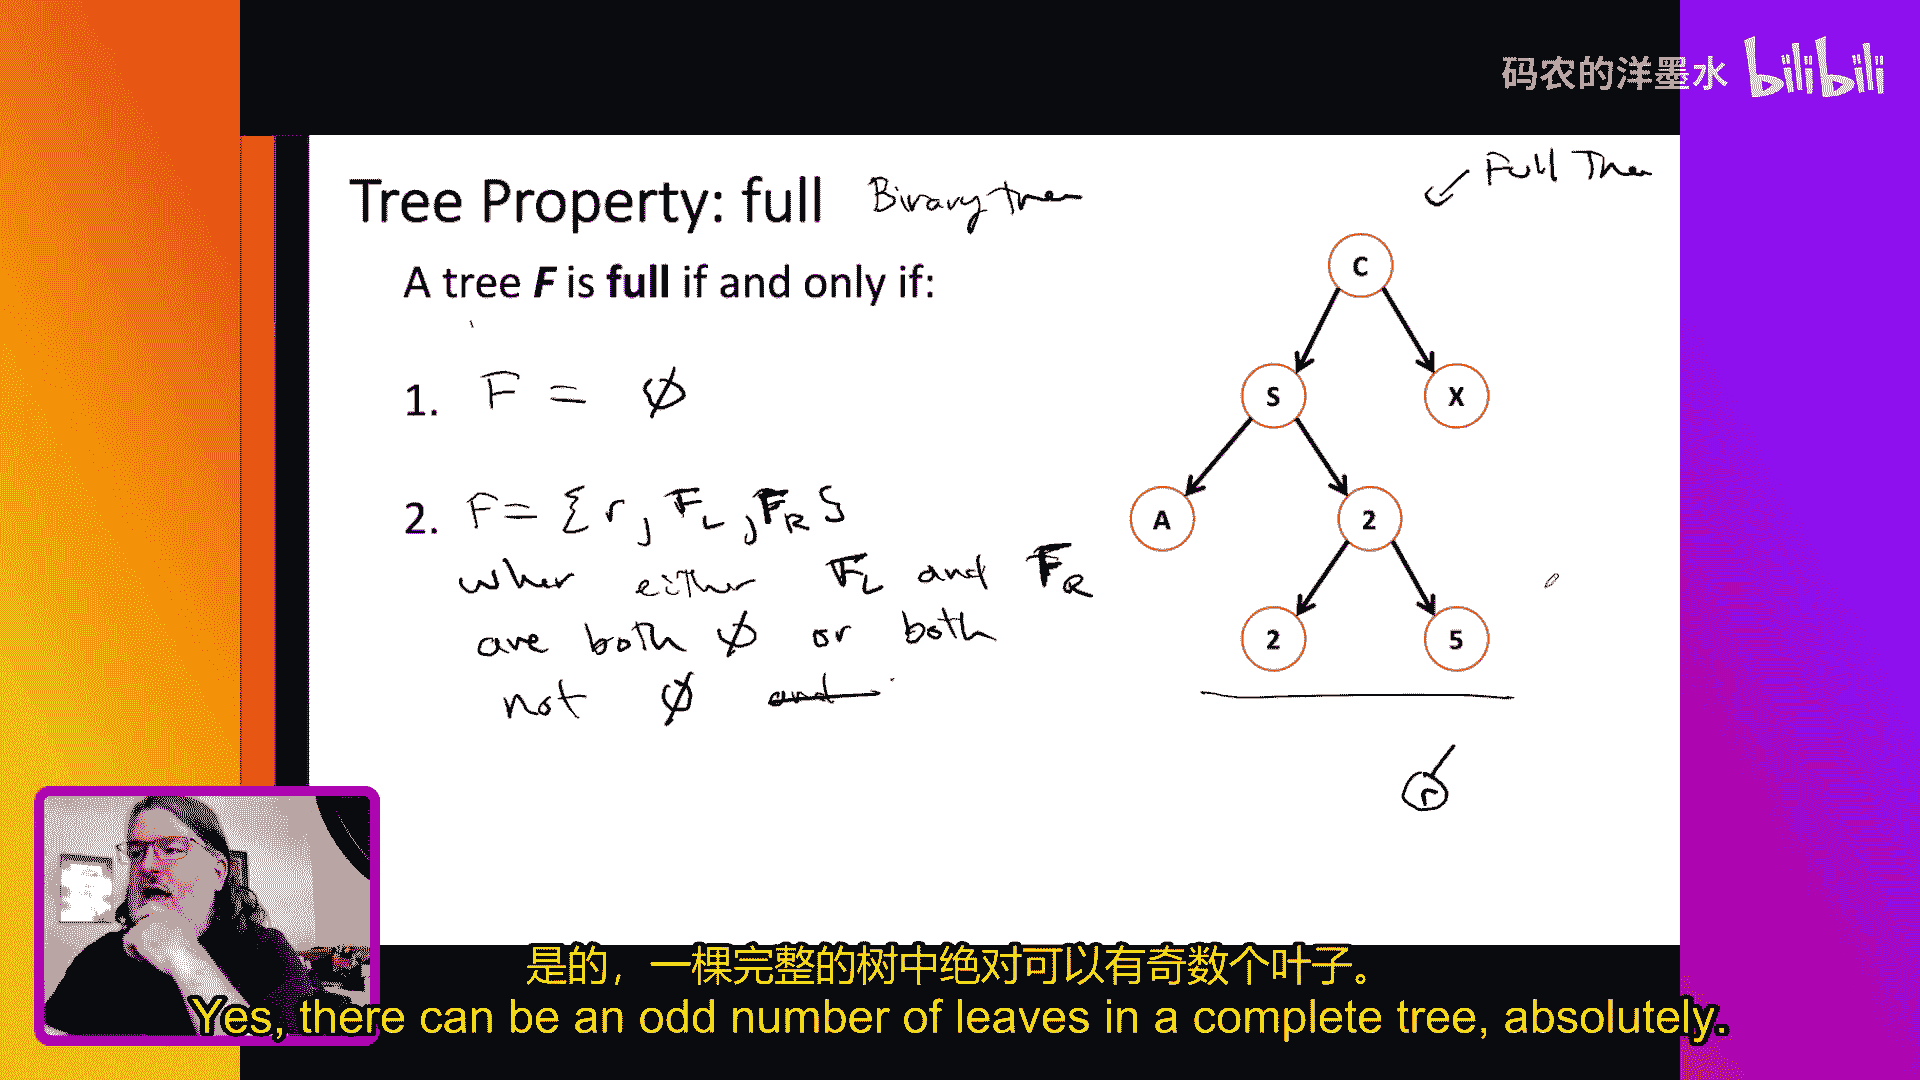 码农的洋墨水 bilibili
Tree Property: full Binary tree
Full Tree
A tree F is full if and only if:
1. F = ∅
2. F = { r, F_L, F_R }
where either F_L and F_R
are both ∅ or both
not ∅ and
C
S X
A 2
2 5
r
是的，一棵完整的树中绝对可以有奇数个叶子。
Yes, there can be an odd number of leaves in a complete tree, absolutely.